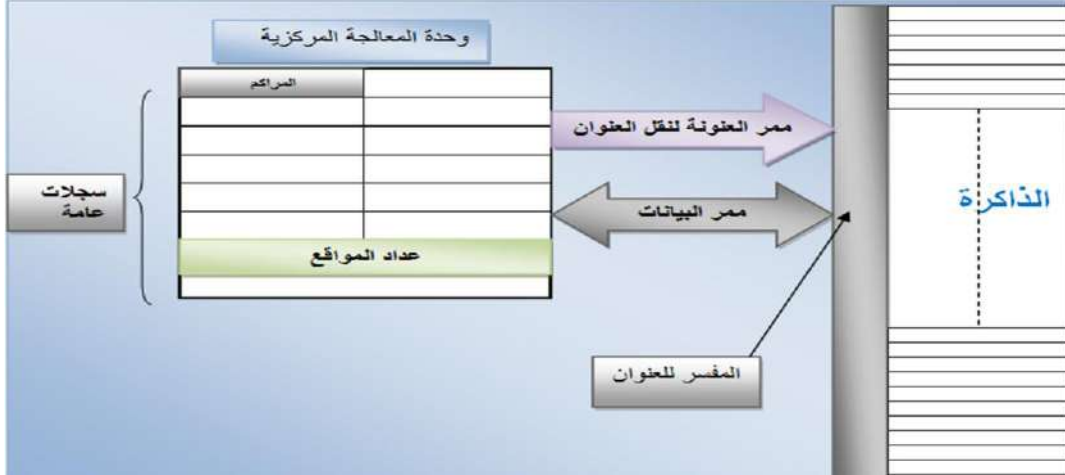 وحدة المعالجة المركزية
المراكم
ممر العنونة لنقل العنوان
سجلات
عامة
ممر البيانات
الذاكرة
عداد المواقع
المفسر للعنوان